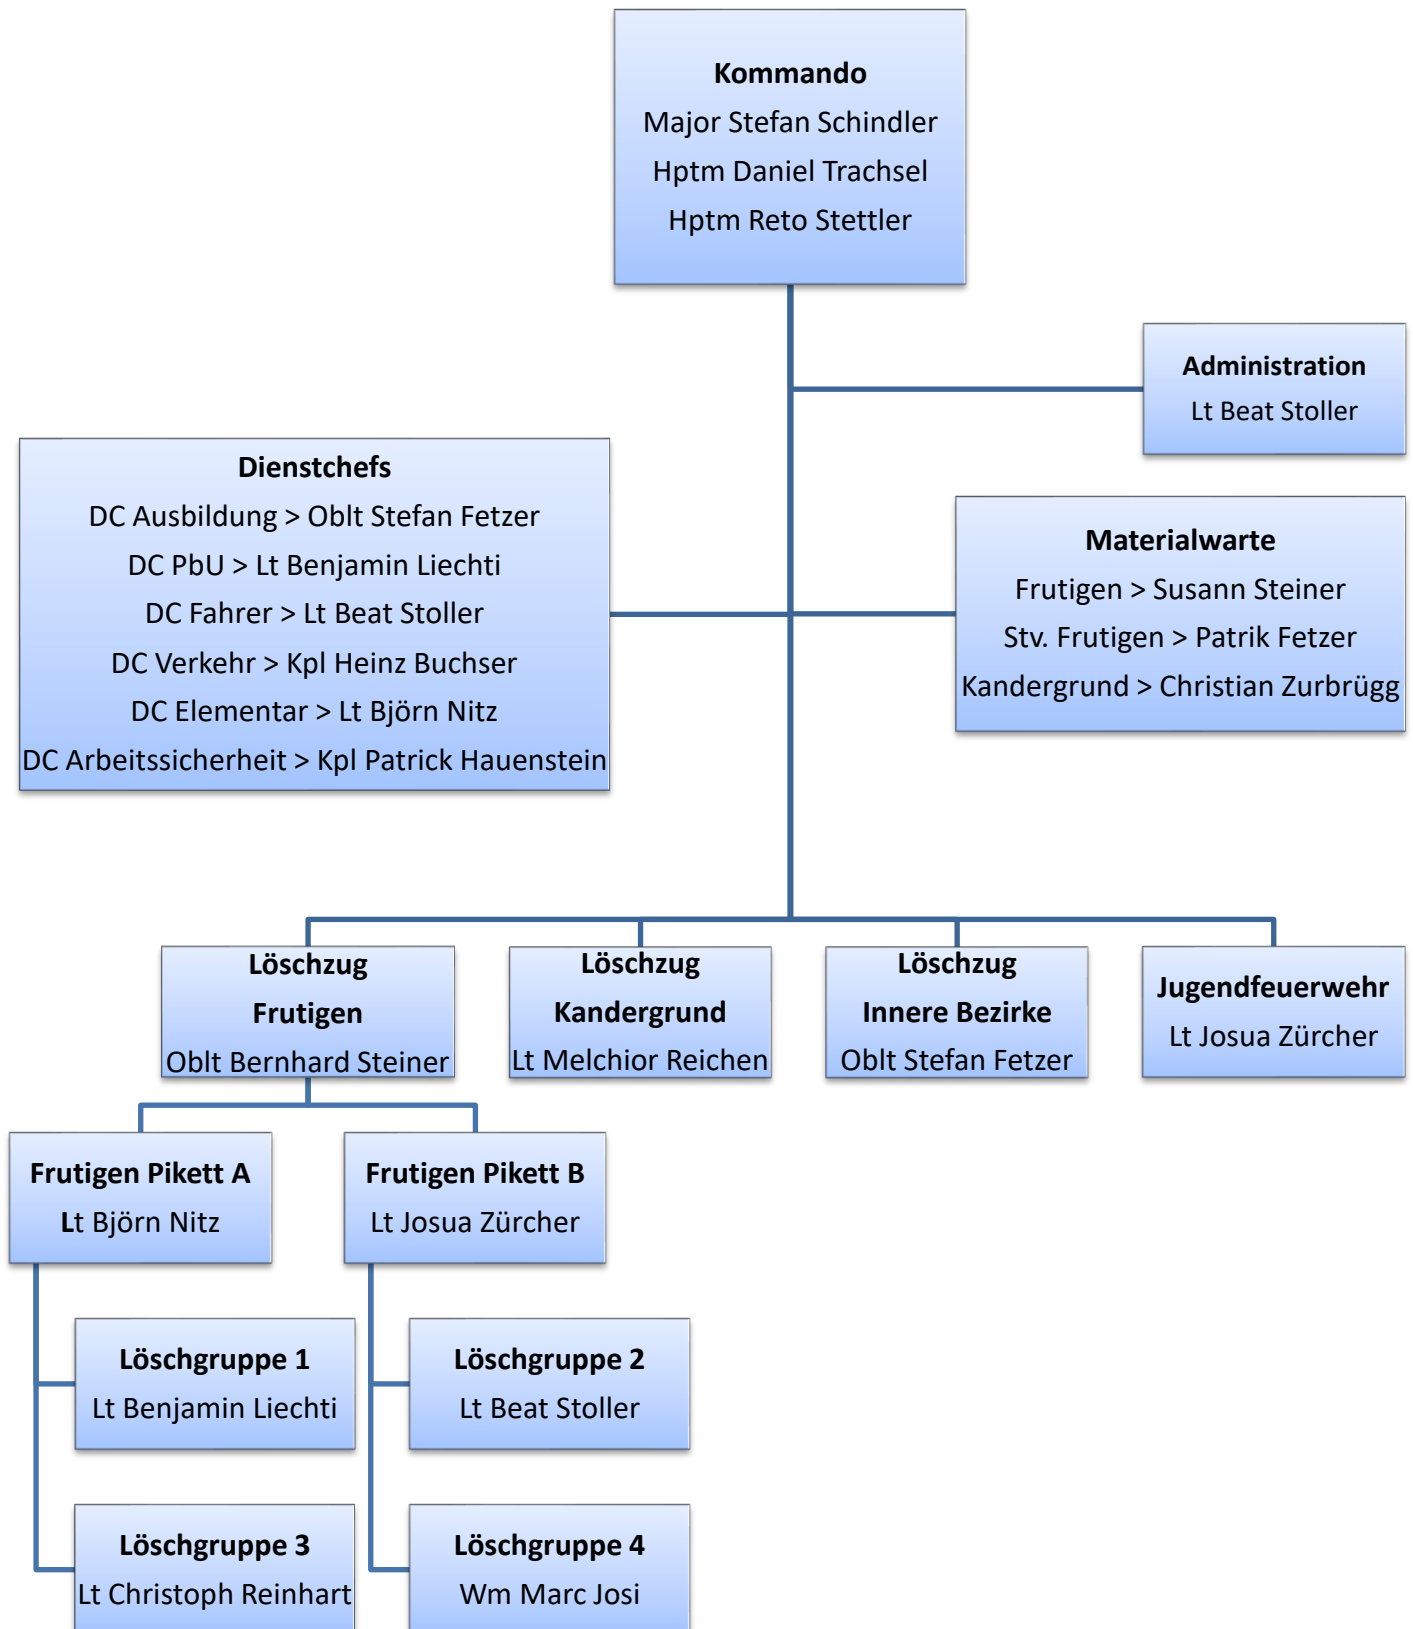 Kommando
Major Stefan Schindler
Hptm Daniel Trachsel
Hptm Reto Stettler
Administration
Lt Beat Stoller
Dienstchefs
DC Ausbildung > Oblt Stefan Fetzer
DC PbU > Lt Benjamin Liechti
DC Fahrer > Lt Beat Stoller
DC Verkehr > Kpl Heinz Buchser
DC Elementar > Lt Björn Nitz
DC Arbeitssicherheit > Kpl Patrick Hauenstein
Materialwarte
Frutigen > Susann Steiner
Stv. Frutigen > Patrik Fetzer
Kandergrund > Christian Zurbrügg
Löschzug
Frutigen
Oblt Bernhard Steiner
Löschzug
Kandergrund
Lt Melchior Reichen
Löschzug
Innere Bezirke
Oblt Stefan Fetzer
Jugendfeuerwehr
Lt Josua Zürcher
Frutigen Pikett A
Lt Björn Nitz
Frutigen Pikett B
Lt Josua Zürcher
Löschgruppe 1
Lt Benjamin Liechti
Löschgruppe 2
Lt Beat Stoller
Löschgruppe 3
Lt Christoph Reinhart
Löschgruppe 4
Wm Marc Josi